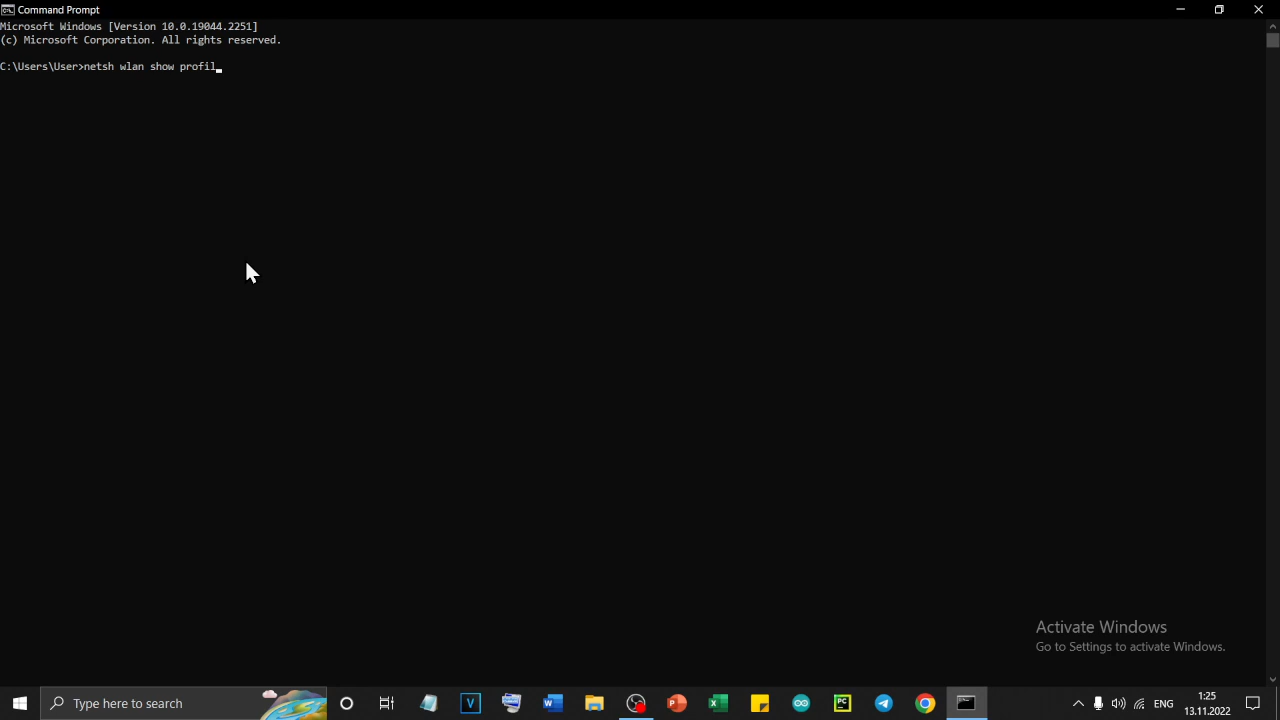 Command Prompt
Microsoft Windows [Version 10.0.19044.2251]
(c) Microsoft Corporation. All rights reserved.
C:\Users\User>netsh wlan show profil
Activate Windows
Go to Settings to activate Windows.
Type here to search
V
W
P
X
PC
ENG
1:25
13.11.2022